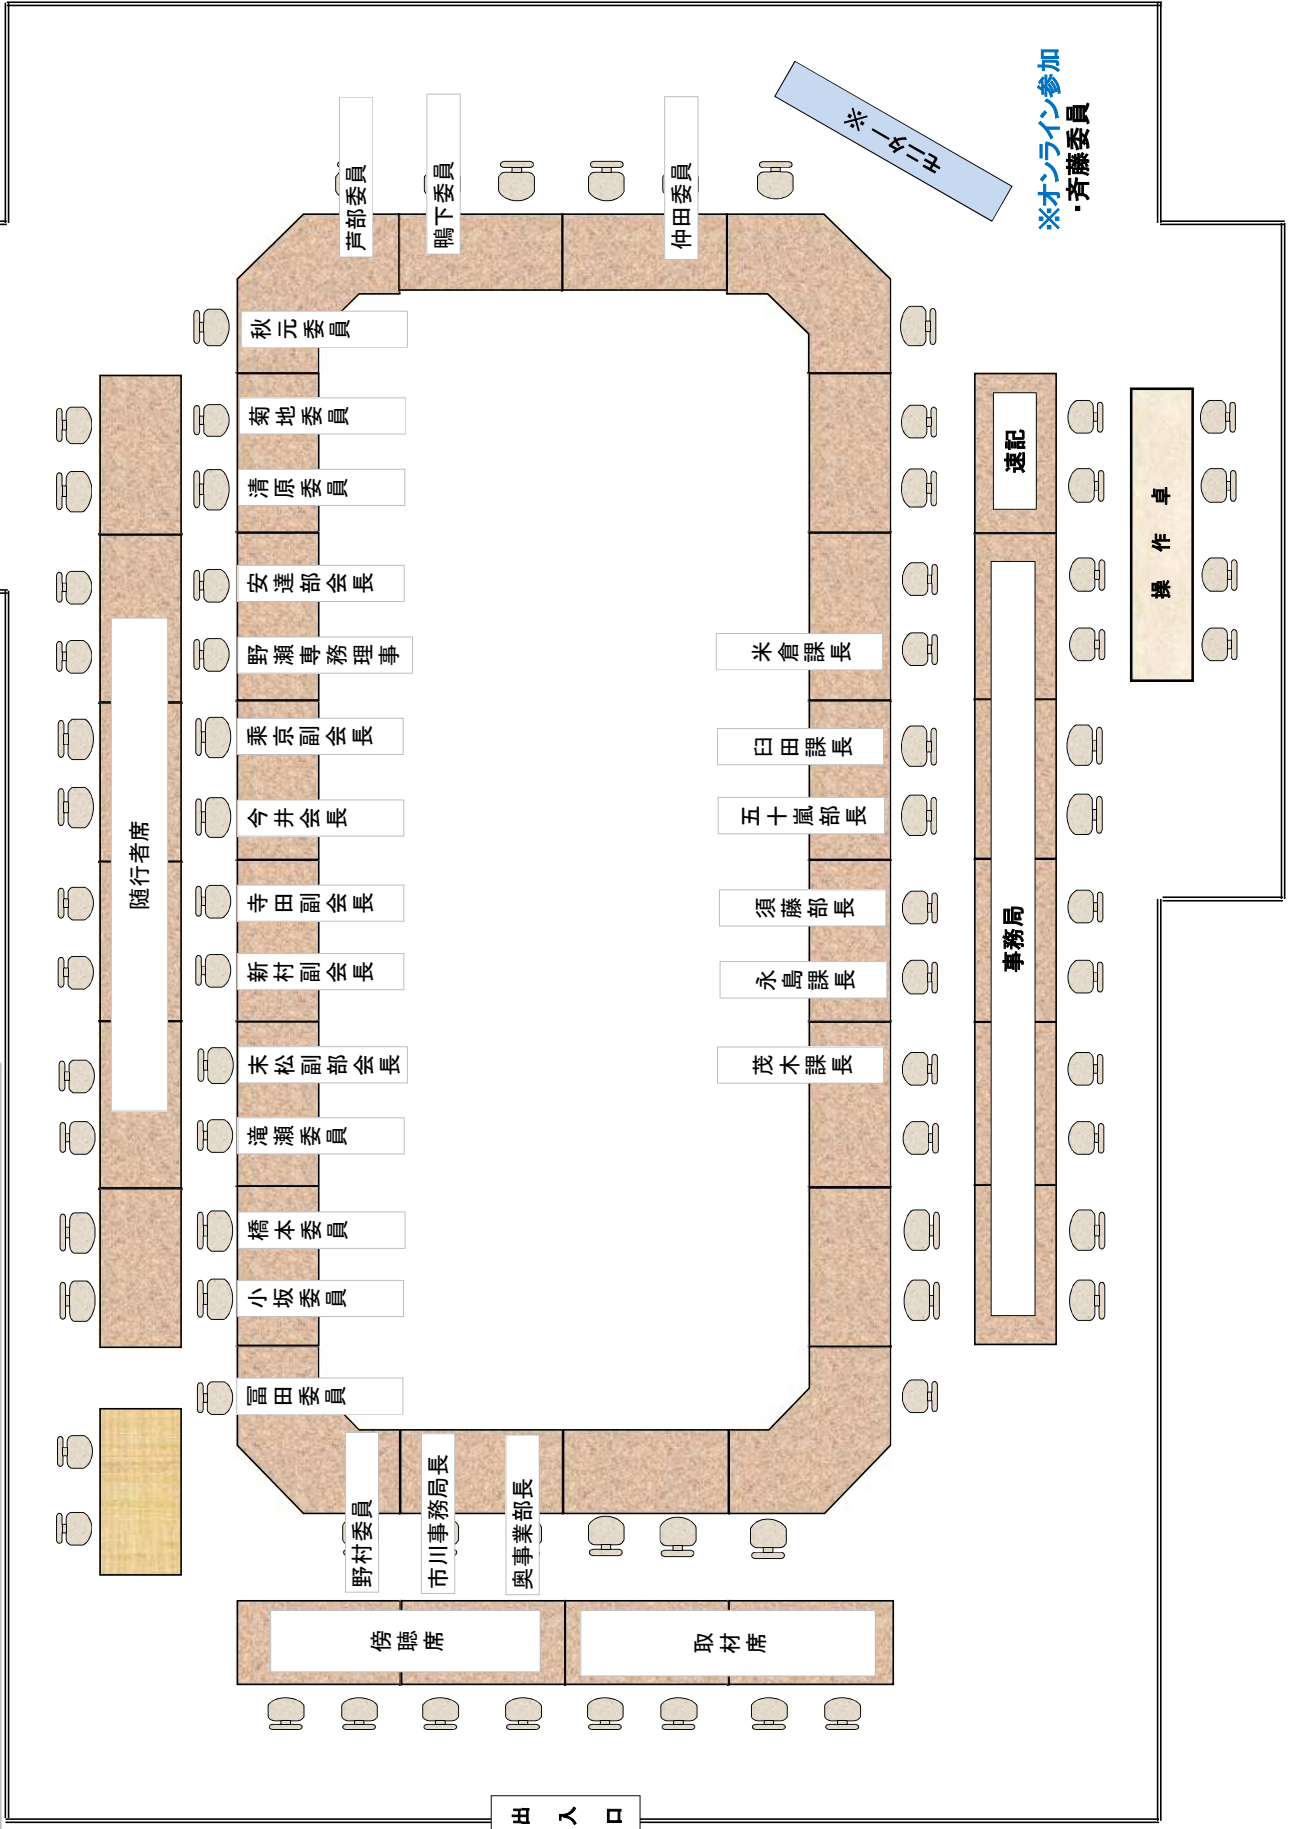 ※オンライン参加
・斉藤委員
モニター ※
芦部委員
鴨下委員
仲田委員
秋元委員
菊地委員
清原委員
安達部会長
野瀬専務理事
乗京副会長
今井会長
寺田副会長
新村副会長
末松副部会長
滝瀬委員
橋本委員
小坂委員
冨田委員
米倉課長
臼田課長
五十嵐部長
須藤部長
永島課長
茂木課長
野村委員
市川事務局長
奥事業部長
随行者席
速記
事務局
操作卓
傍聴席
取材席
出入口